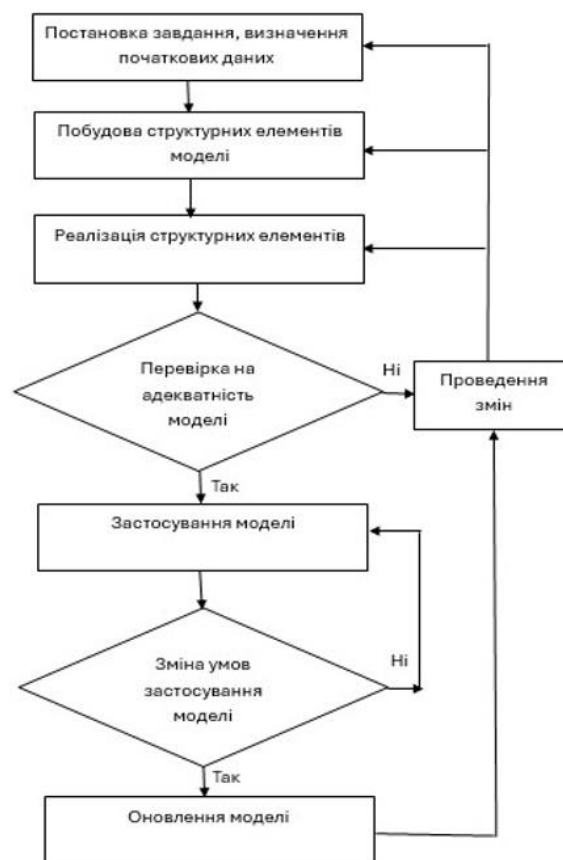 Постановка завдання, визначення
початкових даних
Побудова структурних елементів
моделі
Реалізація структурних елементів
Перевірка на
адекватність
моделі
Ні
Проведення
змін
Так
Застосування моделі
Зміна умов
застосування
моделі
Ні
Так
Оновлення моделі